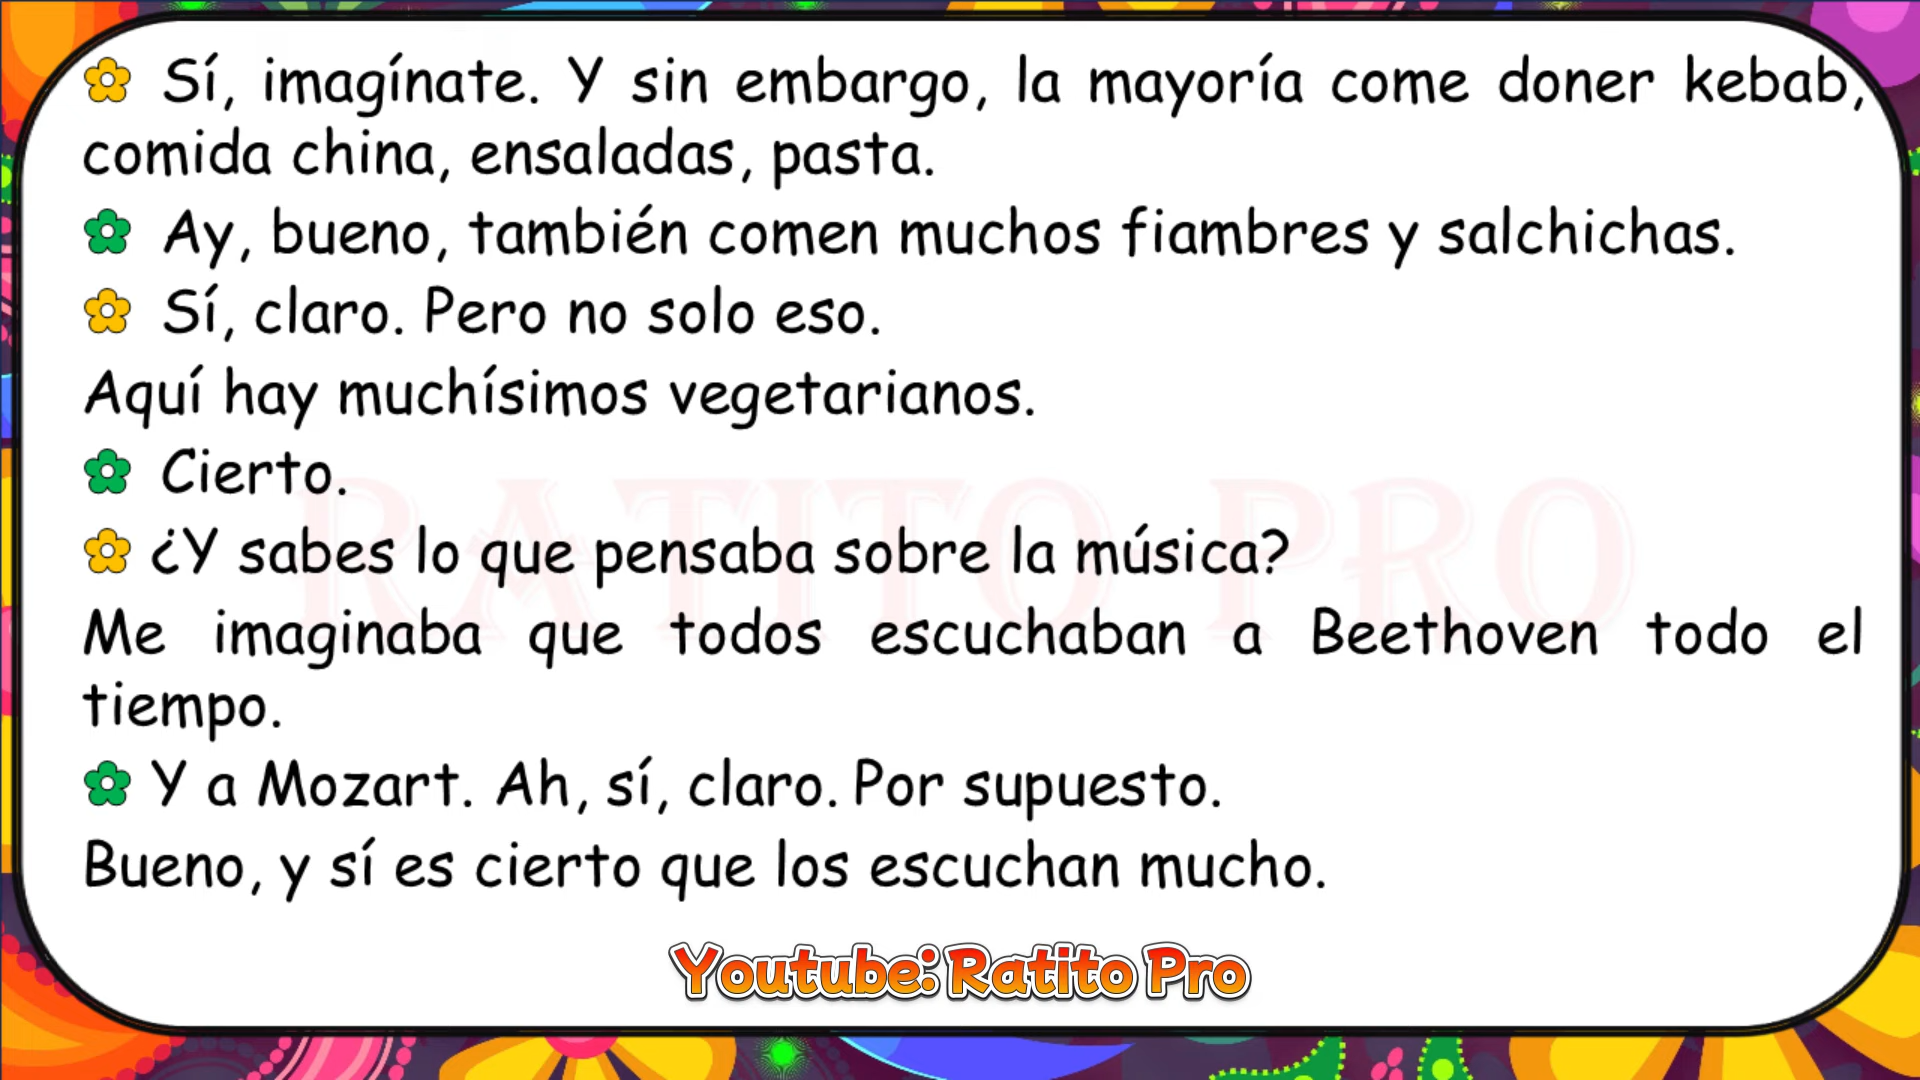 Sí, imagínate. Y sin embargo, la mayoría come doner kebab,
comida china, ensaladas, pasta.
Ay, bueno, también comen muchos fiambres y salchichas.
Sí, claro. Pero no solo eso.
Aquí hay muchísimos vegetarianos.
Cierto.
¿Y sabes lo que pensaba sobre la música?
Me imaginaba que todos escuchaban a Beethoven todo el
tiempo.
Y a Mozart. Ah, sí, claro. Por supuesto.
Bueno, y sí es cierto que los escuchan mucho.
RATITO PRO
Youtube: Ratito Pro